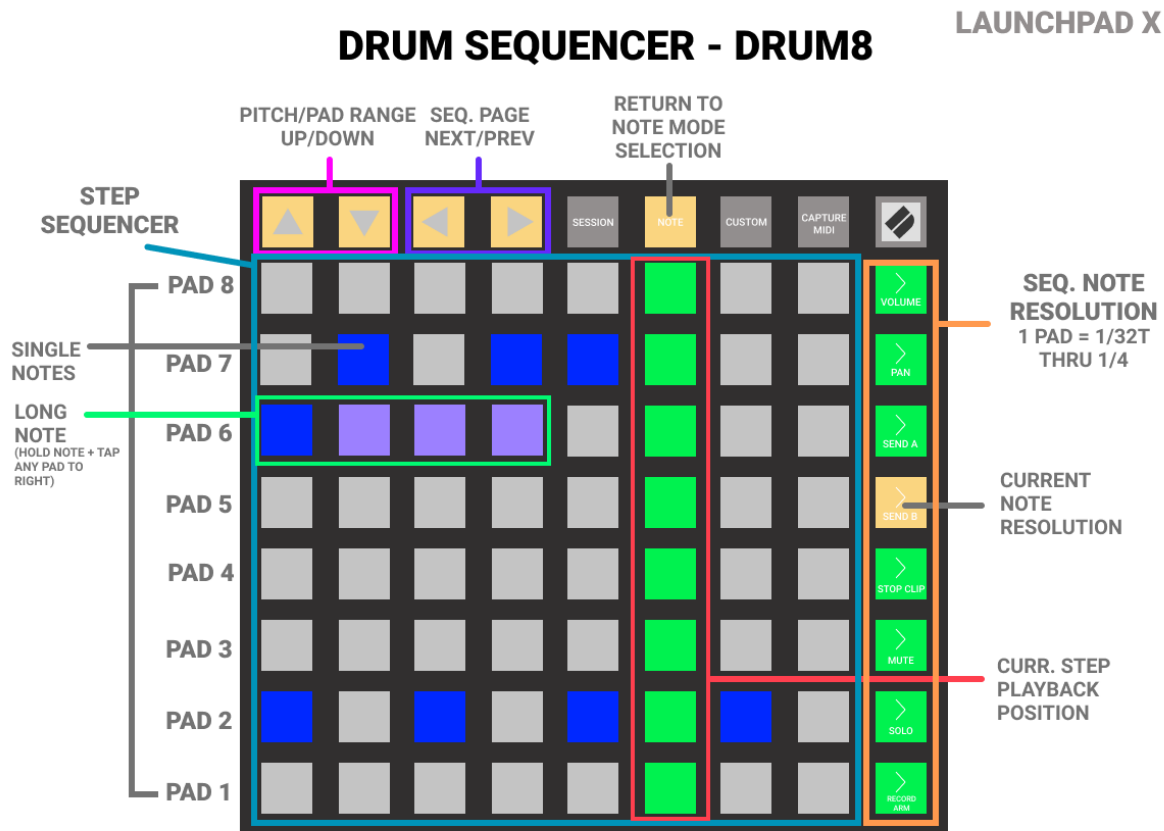 LAUNCHPAD X
DRUM SEQUENCER - DRUM8
PITCH/PAD RANGE
UP/DOWN
SEQ. PAGE
NEXT/PREV
RETURN TO
NOTE MODE
SELECTION
STEP
SEQUENCER
SESSION
NOTE
CUSTOM
CAPTURE
MIDI
PAD 8
VOLUME
SEQ. NOTE
RESOLUTION
1 PAD = 1/32T
THRU 1/4
SINGLE
NOTES
PAD 7
PAN
LONG
NOTE
(HOLD NOTE + TAP
ANY PAD TO
RIGHT)
PAD 6
SEND A
PAD 5
SEND B
CURRENT
NOTE
RESOLUTION
PAD 4
STOP CLIP
PAD 3
MUTE
CURR. STEP
PLAYBACK
POSITION
PAD 2
SOLO
PAD 1
RECORD
ARM